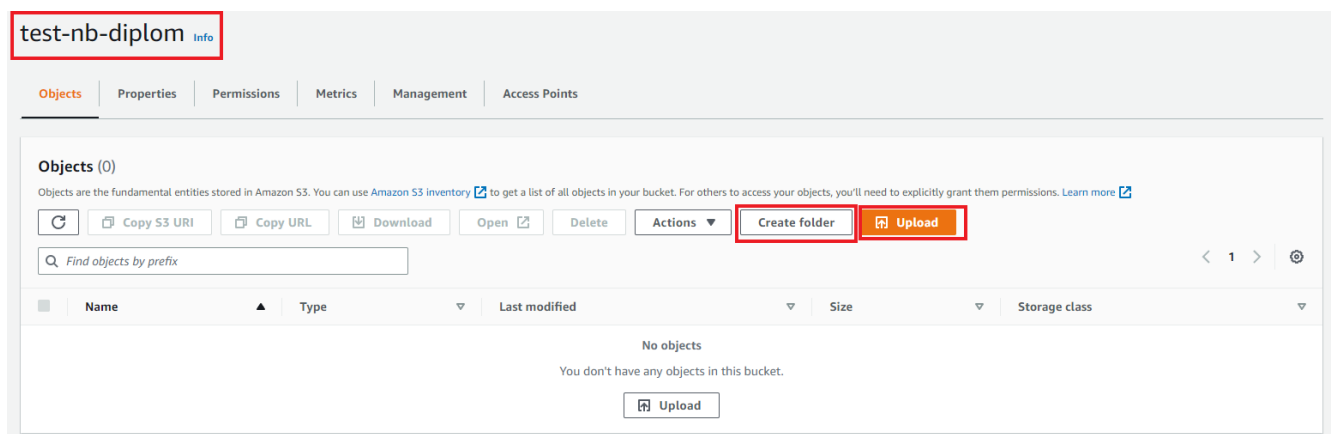 test-nb-diplom Info
Objects Properties Permissions Metrics Management Access Points
Objects (0)
Objects are the fundamental entities stored in Amazon S3. You can use Amazon S3 inventory to get a list of all objects in your bucket. For others to access your objects, you'll need to explicitly grant them permissions. Learn more
Copy S3 URI Copy URL Download Open Delete Actions Create folder Upload
Find objects by prefix 1
Name Type Last modified Size Storage class
No objects
You don't have any objects in this bucket.
Upload